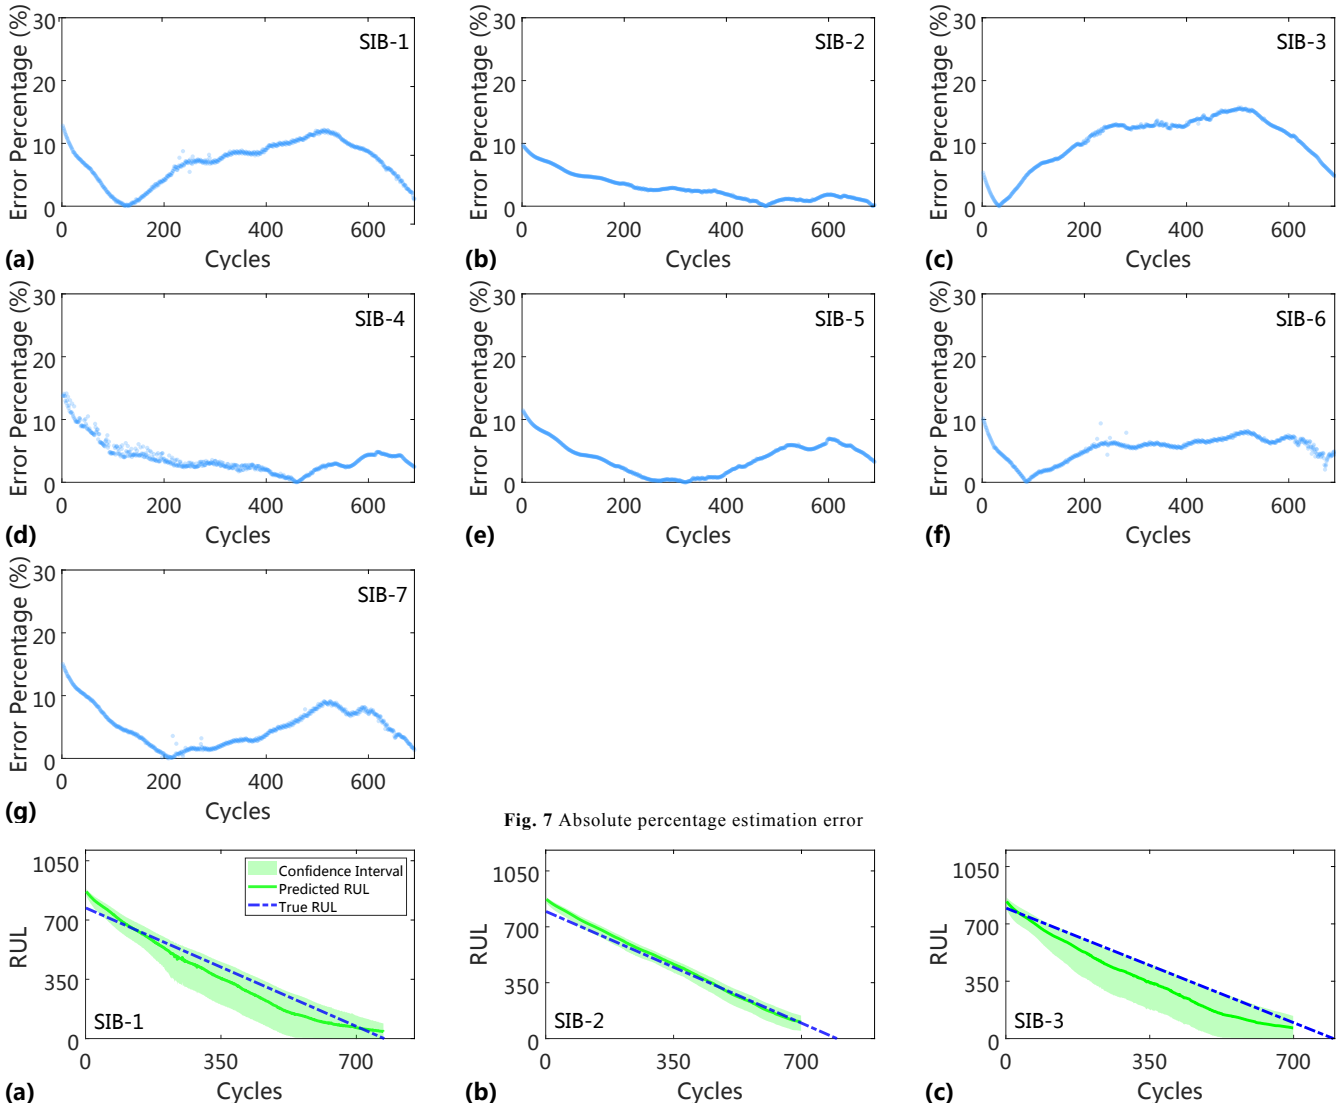 Error Percentage (%)
30
20
10
0
0 200 400 600
Cycles
SIB-1
(a)
Error Percentage (%)
30
20
10
0
0 200 400 600
Cycles
SIB-2
(b)
Error Percentage (%)
30
20
10
0
0 200 400 600
Cycles
SIB-3
(c)
Error Percentage (%)
30
20
10
0
0 200 400 600
Cycles
SIB-4
(d)
Error Percentage (%)
30
20
10
0
0 200 400 600
Cycles
SIB-5
(e)
Error Percentage (%)
30
20
10
0
0 200 400 600
Cycles
SIB-6
(f)
Error Percentage (%)
30
20
10
0
0 200 400 600
Cycles
SIB-7
(g)
Fig. 7 Absolute percentage estimation error
RUL
1050
700
350
0
0 350 700
Cycles
Confidence Interval
Predicted RUL
True RUL
SIB-1
(a)
RUL
1050
700
350
0
0 350 700
Cycles
SIB-2
(b)
RUL
1050
700
350
0
0 350 700
Cycles
SIB-3
(c)